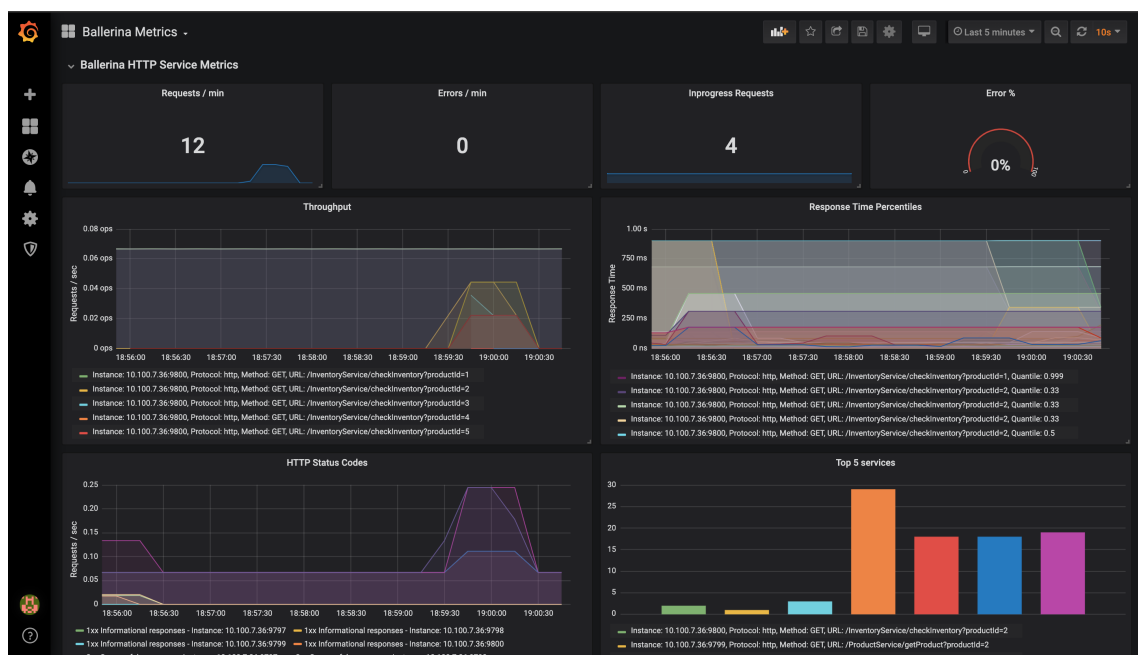 Ballerina Metrics
Last 5 minutes
10s
Ballerina HTTP Service Metrics
Requests / min
Errors / min
Inprogress Requests
Error %
12
0
4
0%
0
100
Throughput
0.08 ops
0.06 ops
0.04 ops
0.02 ops
0 ops
Requests / sec
18:56:00 18:56:30 18:57:00 18:57:30 18:58:00 18:58:30 18:59:00 18:59:30 19:00:00 19:00:30
Instance: 10.100.7.36:9800, Protocol: http, Method: GET, URL: /InventoryService/checkInventory?productId=1
Instance: 10.100.7.36:9800, Protocol: http, Method: GET, URL: /InventoryService/checkInventory?productId=2
Instance: 10.100.7.36:9800, Protocol: http, Method: GET, URL: /InventoryService/checkInventory?productId=3
Instance: 10.100.7.36:9800, Protocol: http, Method: GET, URL: /InventoryService/checkInventory?productId=4
Instance: 10.100.7.36:9800, Protocol: http, Method: GET, URL: /InventoryService/checkInventory?productId=5
Response Time Percentiles
1.00 s
750 ms
500 ms
250 ms
0 ns
Response Time
18:56:00 18:56:30 18:57:00 18:57:30 18:58:00 18:58:30 18:59:00 18:59:30 19:00:00 19:00:30
Instance: 10.100.7.36:9800, Protocol: http, Method: GET, URL: /InventoryService/checkInventory?productId=1, Quantile: 0.999
Instance: 10.100.7.36:9800, Protocol: http, Method: GET, URL: /InventoryService/checkInventory?productId=2, Quantile: 0.33
Instance: 10.100.7.36:9800, Protocol: http, Method: GET, URL: /InventoryService/checkInventory?productId=2, Quantile: 0.33
Instance: 10.100.7.36:9800, Protocol: http, Method: GET, URL: /InventoryService/checkInventory?productId=2, Quantile: 0.33
Instance: 10.100.7.36:9800, Protocol: http, Method: GET, URL: /InventoryService/checkInventory?productId=2, Quantile: 0.5
HTTP Status Codes
0.25
0.20
0.15
0.10
0.05
0
Requests / sec
18:56:00 18:56:30 18:57:00 18:57:30 18:58:00 18:58:30 18:59:00 18:59:30 19:00:00 19:00:30
1xx Informational responses - Instance: 10.100.7.36:9797 1xx Informational responses - Instance: 10.100.7.36:9798
1xx Informational responses - Instance: 10.100.7.36:9799 1xx Informational responses - Instance: 10.100.7.36:9800
Top 5 services
30
25
20
15
10
5
0
Instance: 10.100.7.36:9800, Protocol: http, Method: GET, URL: /InventoryService/checkInventory?productId=2
Instance: 10.100.7.36:9799, Protocol: http, Method: GET, URL: /ProductService/getProduct?productId=2